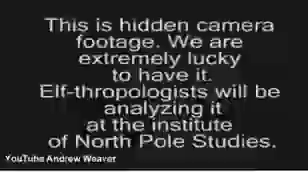 This is hidden camera
footage. We are
extremely lucky
to have it.
Elf-thropologists will be
analyzing it
at the institute
of North Pole Studies.
YouTube Andrew Weaver